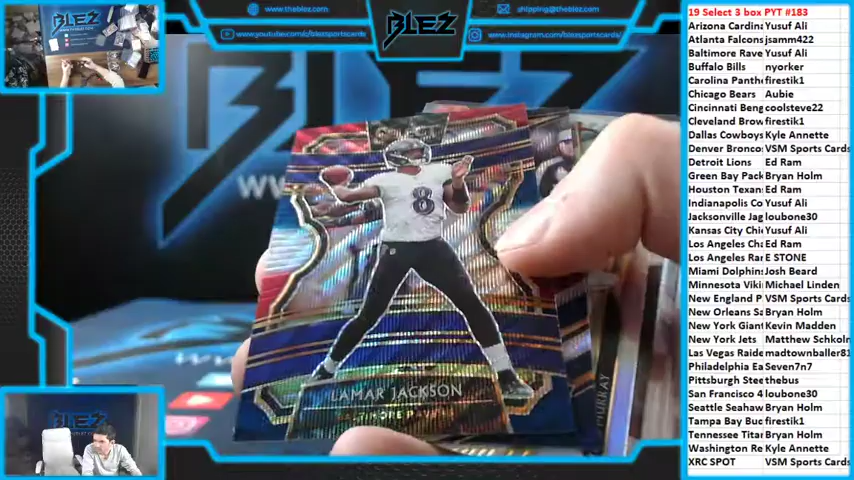 BLEZ
www.theblez.com
www.youtube.com/c/blezsportscards
BLEZ
shipping@theblez.com
www.instagram.com/blezsportscards/
BLEZ
8
LAMAR JACKSON
MURRAY
19 Select 3 box PYT #183
Arizona Cardin Yusuf Ali
Atlanta Falcons jsamm422
Baltimore Rave Yusuf Ali
Buffalo Bills nyorker
Carolina Panth firestik1
Chicago Bears Aubie
Cincinnati Beng coolsteve22
Cleveland Brow firestik1
Dallas Cowboys Kyle Annette
Denver Bronco VSM Sports Cards
Detroit Lions Ed Ram
Green Bay Pack Bryan Holm
Houston Texan Ed Ram
Indianapolis Co Yusuf Ali
Jacksonville Jag loubone30
Kansas City Chi Yusuf Ali
Los Angeles Ch Ed Ram
Los Angeles Ra E STONE
Miami Dolphin Josh Beard
Minnesota Viki Michael Linden
New England P VSM Sports Cards
New Orleans Sa Bryan Holm
New York Giant Kevin Madden
New York Jets Matthew Schkoln
Las Vegas Raide madtownballer81
Philadelphia Ea Seven7n7
Pittsburgh Stee thebus
San Francisco 4 loubone30
Seattle Seahaw Bryan Holm
Tampa Bay Buc firestik1
Tennessee Tita Bryan Holm
Washington Re Kyle Annette
XRC SPOT VSM Sports Cards